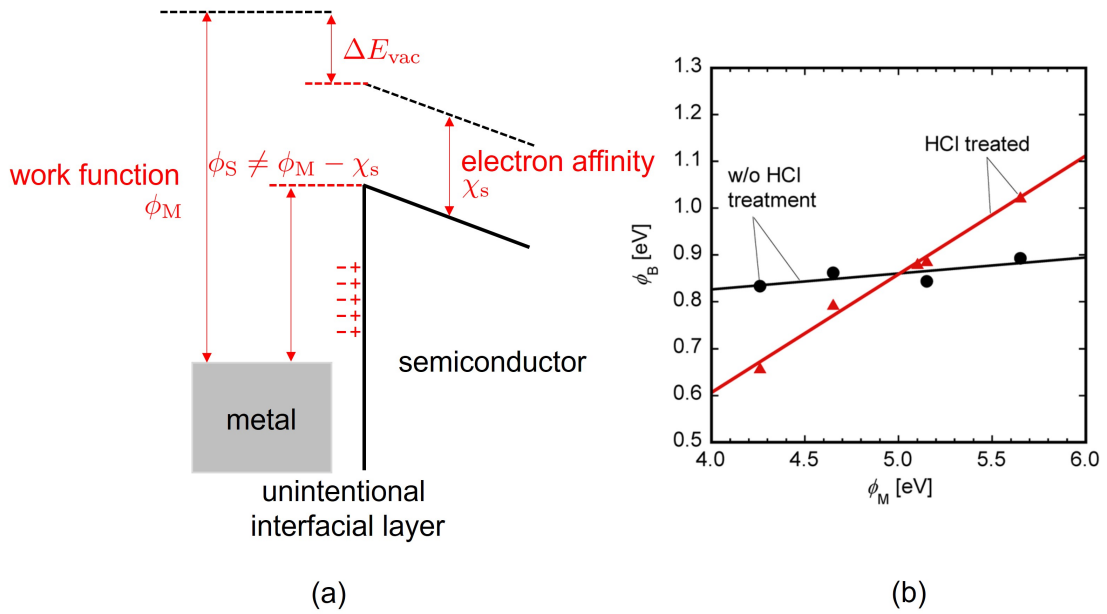 ΔE_vac
work function
ϕ_M
ϕ_S ≠ ϕ_M − χ_s
electron affinity
χ_s
− +
− +
− +
− +
− +
semiconductor
metal
unintentional
interfacial layer
(a)
1.3
1.2
1.1
1.0
0.9
0.8
0.7
0.6
0.5
ϕ_B [eV]
HCl treated
w/o HCl
treatment
4.0 4.5 5.0 5.5 6.0
ϕ_M [eV]
(b)